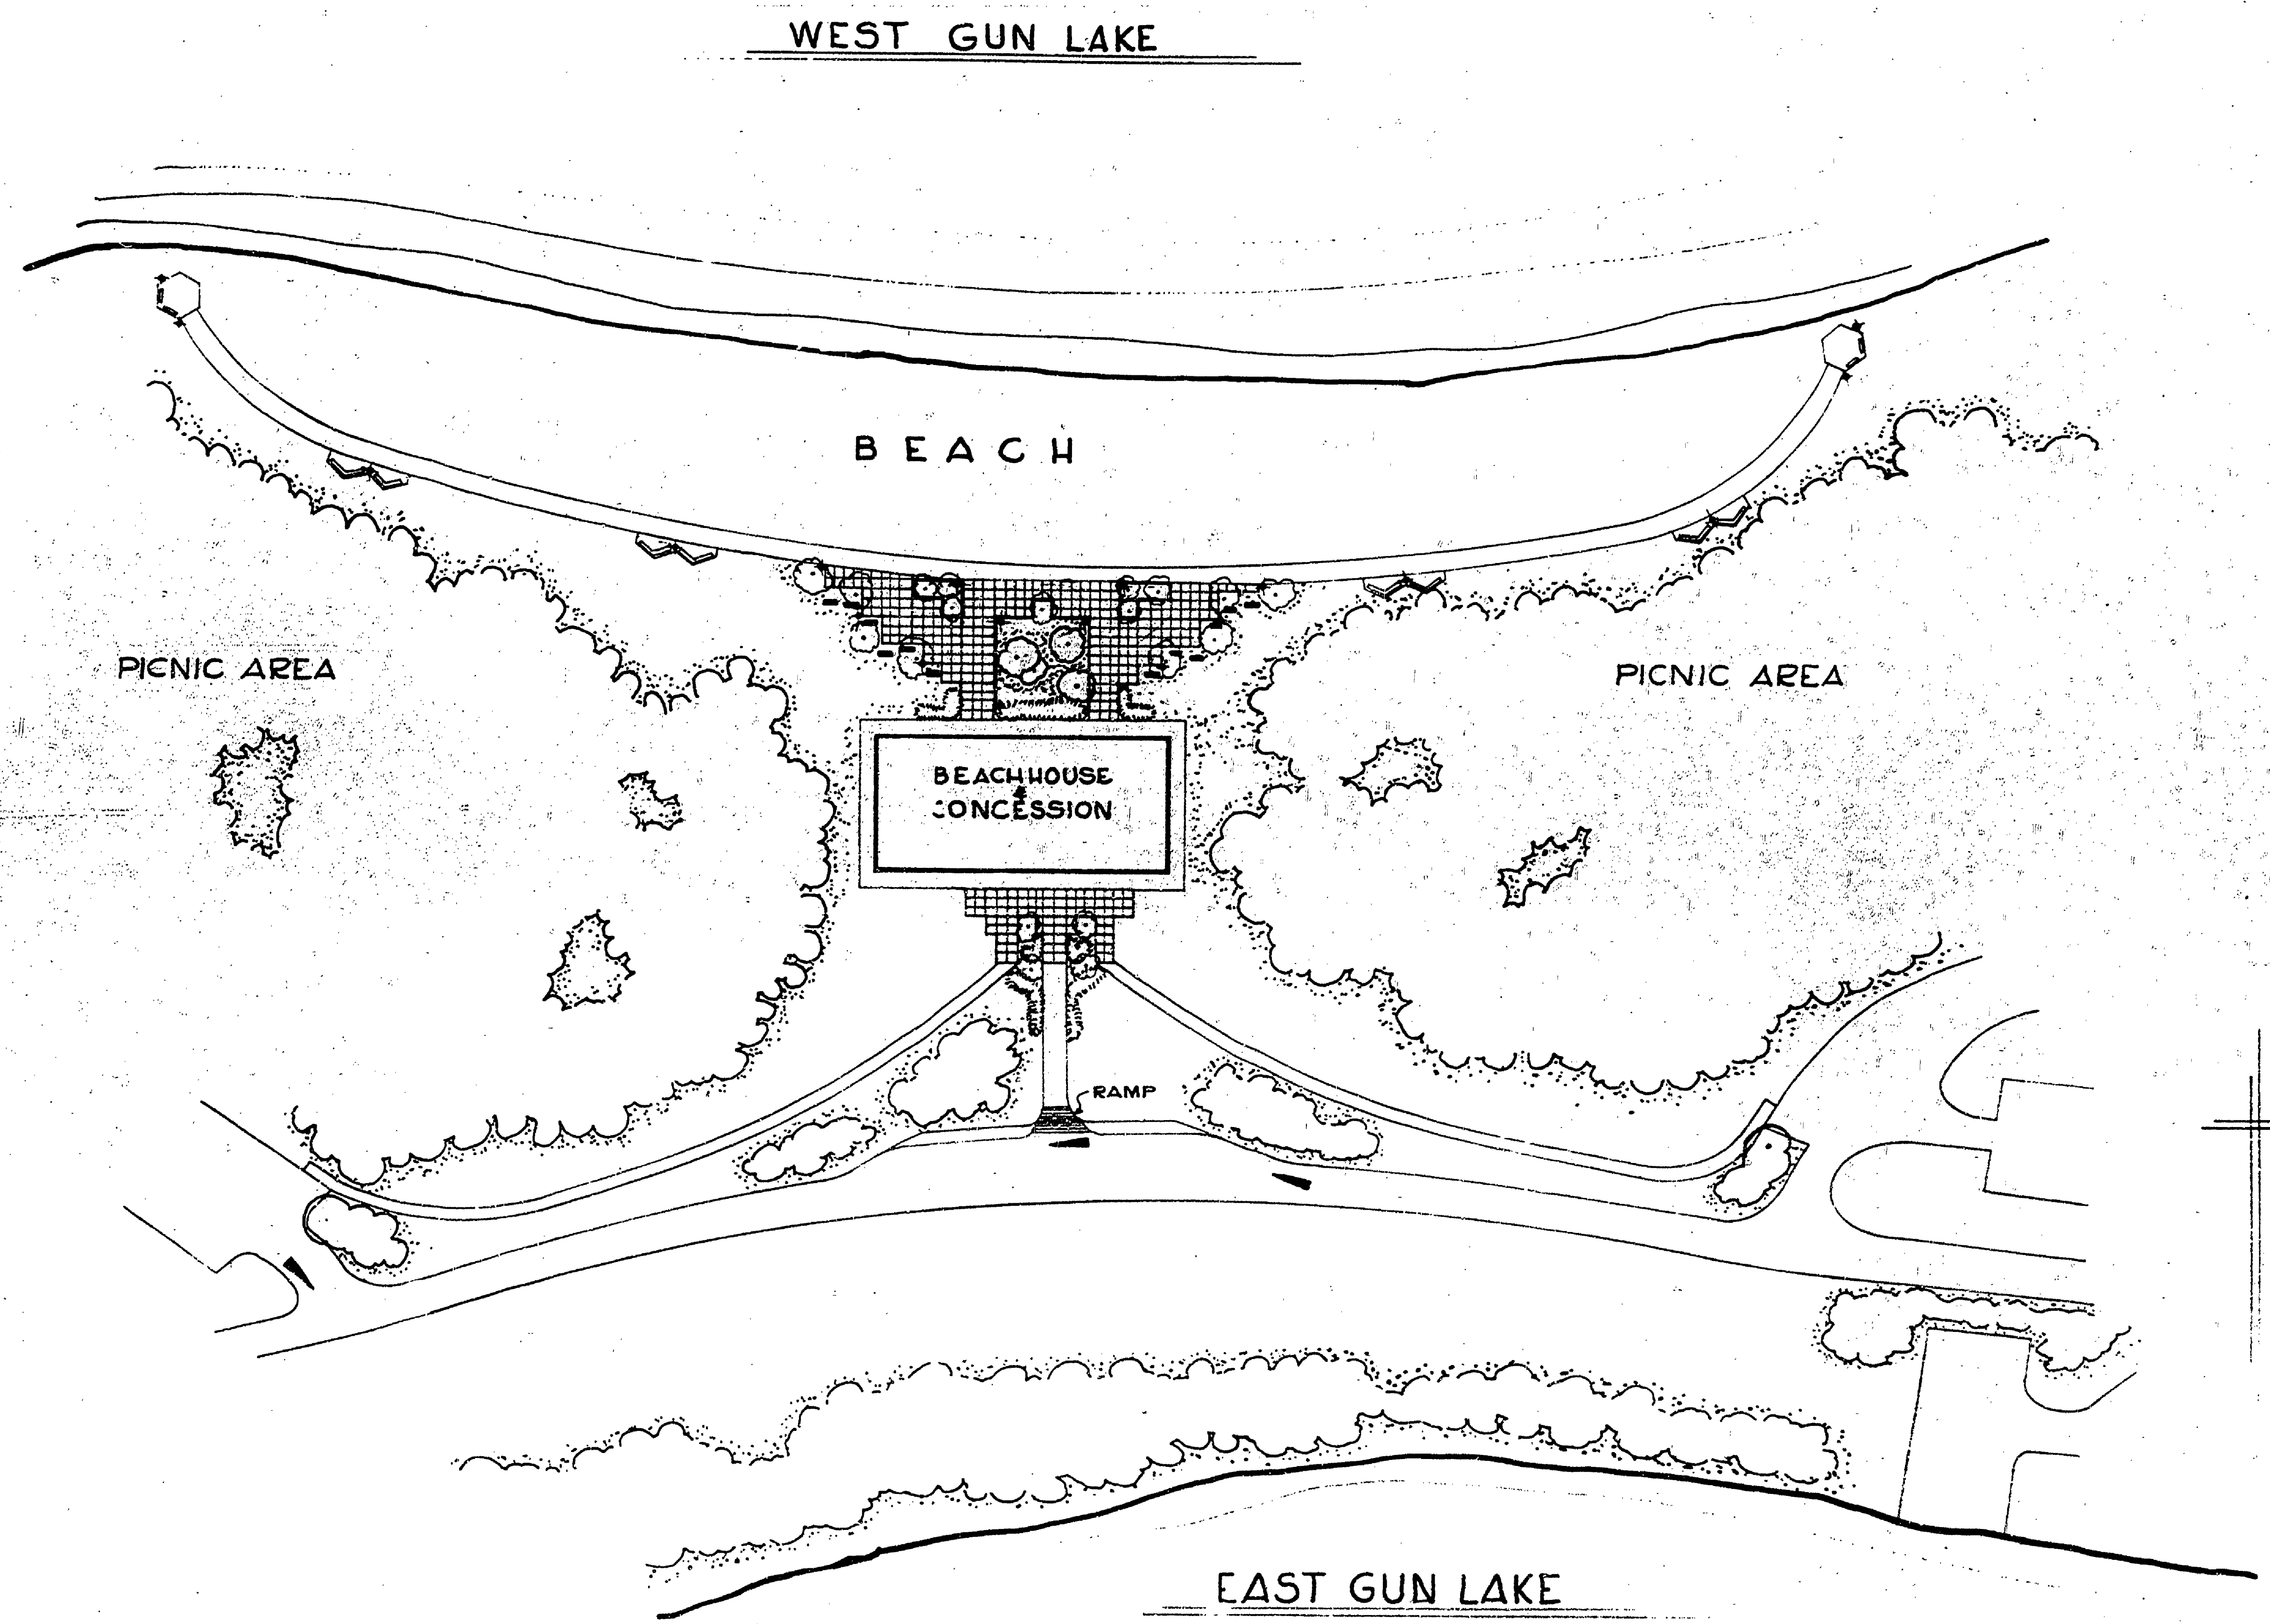 WEST GUN LAKE
BEACH
PICNIC AREA
PICNIC AREA
BEACHHOUSE
&
CONCESSION
RAMP
EAST GUN LAKE